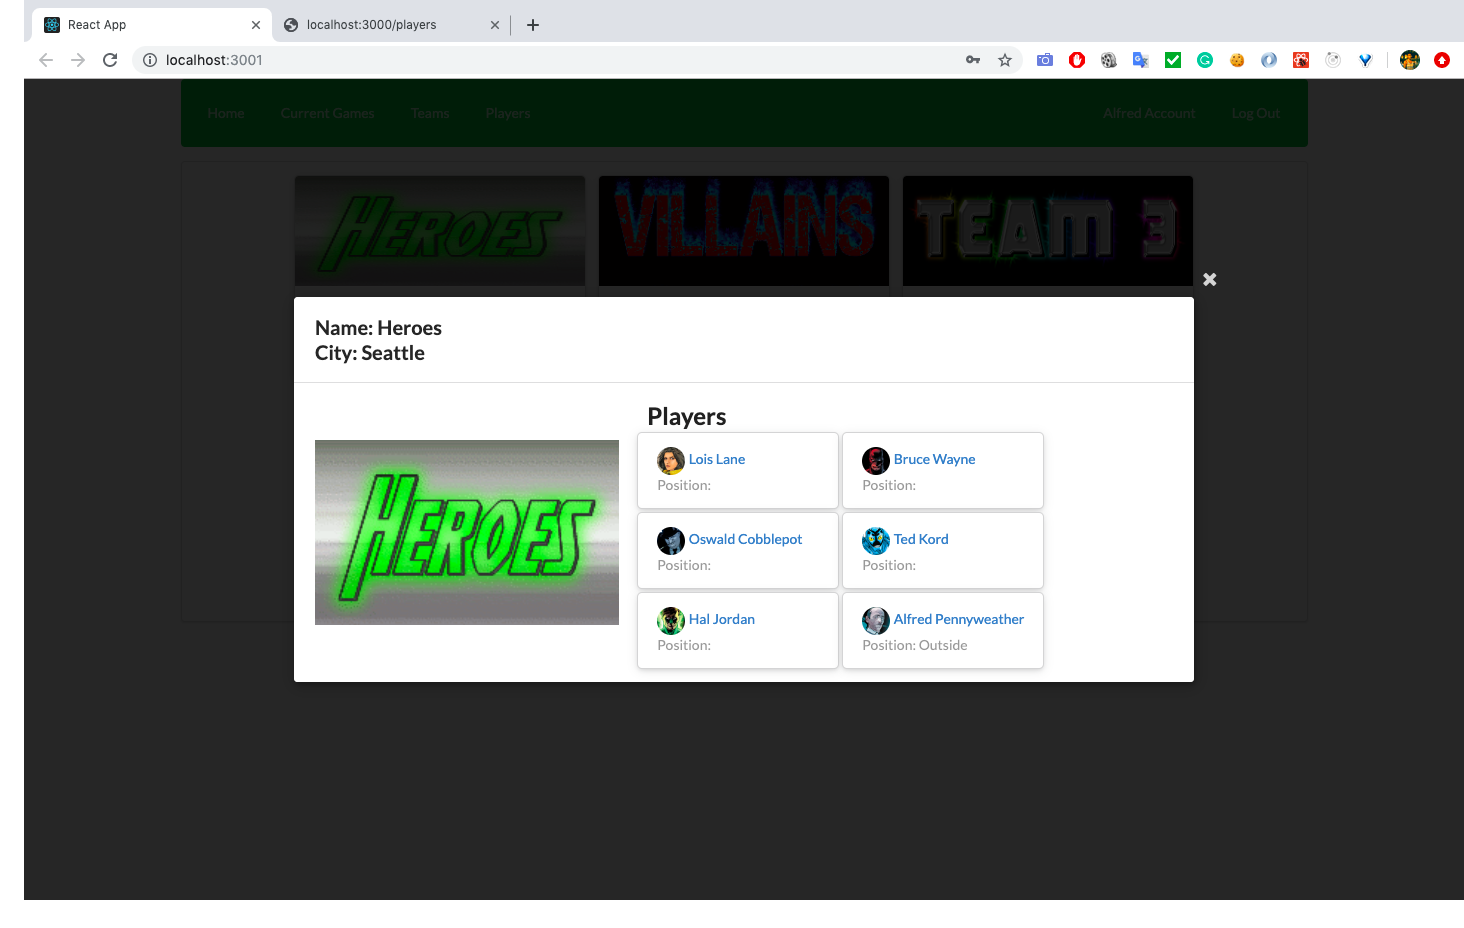 React App
localhost:3000/players
localhost:3001
Home
Current Games
Teams
Players
Alfred Account
Log Out
HEROES
VILLAINS
TEAM 3
Name: Heroes
City: Seattle
Players
HEROES
Lois Lane
Position:
Bruce Wayne
Position:
Oswald Cobblepot
Position:
Ted Kord
Position:
Hal Jordan
Position:
Alfred Pennyweather
Position: Outside